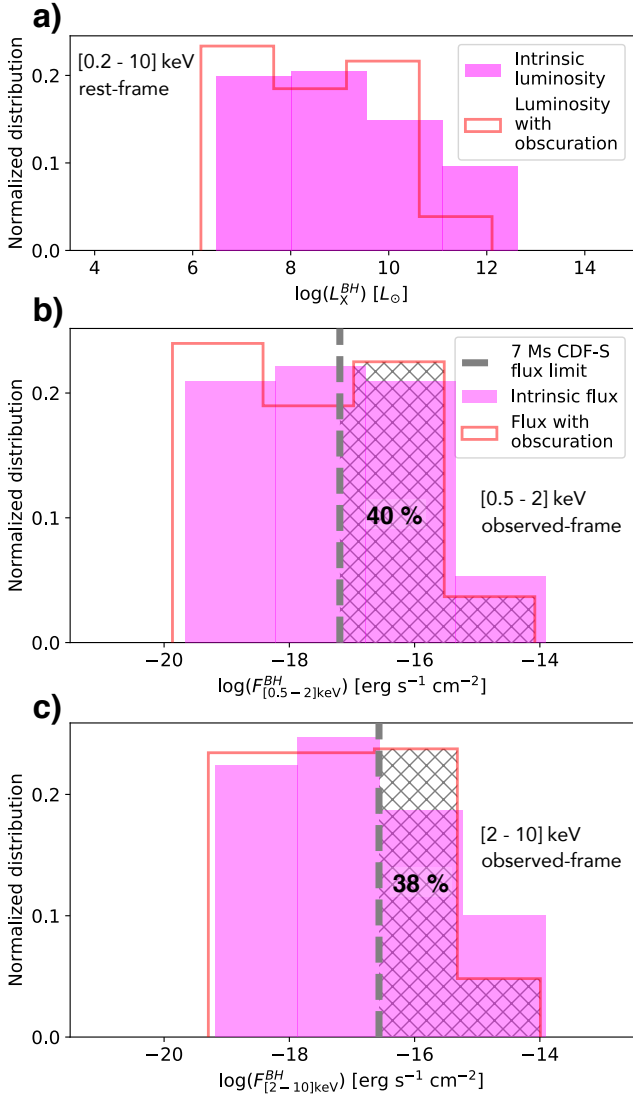 a)
[0.2 - 10] keV
rest-frame
Intrinsic
luminosity
Luminosity
with
obscuration
Normalized distribution
0.2
0.1
0.0
4 6 8 10 12 14
log(L_X^{BH}) [L_⊙]
b)
7 Ms CDF-S
flux limit
Intrinsic flux
Flux with
obscuration
Normalized distribution
0.2
0.1
0.0
40 %
[0.5 - 2] keV
observed-frame
−20 −18 −16 −14
log(F_{[0.5−2]keV}^{BH}) [erg s⁻¹ cm⁻²]
c)
Normalized distribution
0.2
0.1
0.0
38 %
[2 - 10] keV
observed-frame
−20 −18 −16 −14
log(F_{[2−10]keV}^{BH}) [erg s⁻¹ cm⁻²]